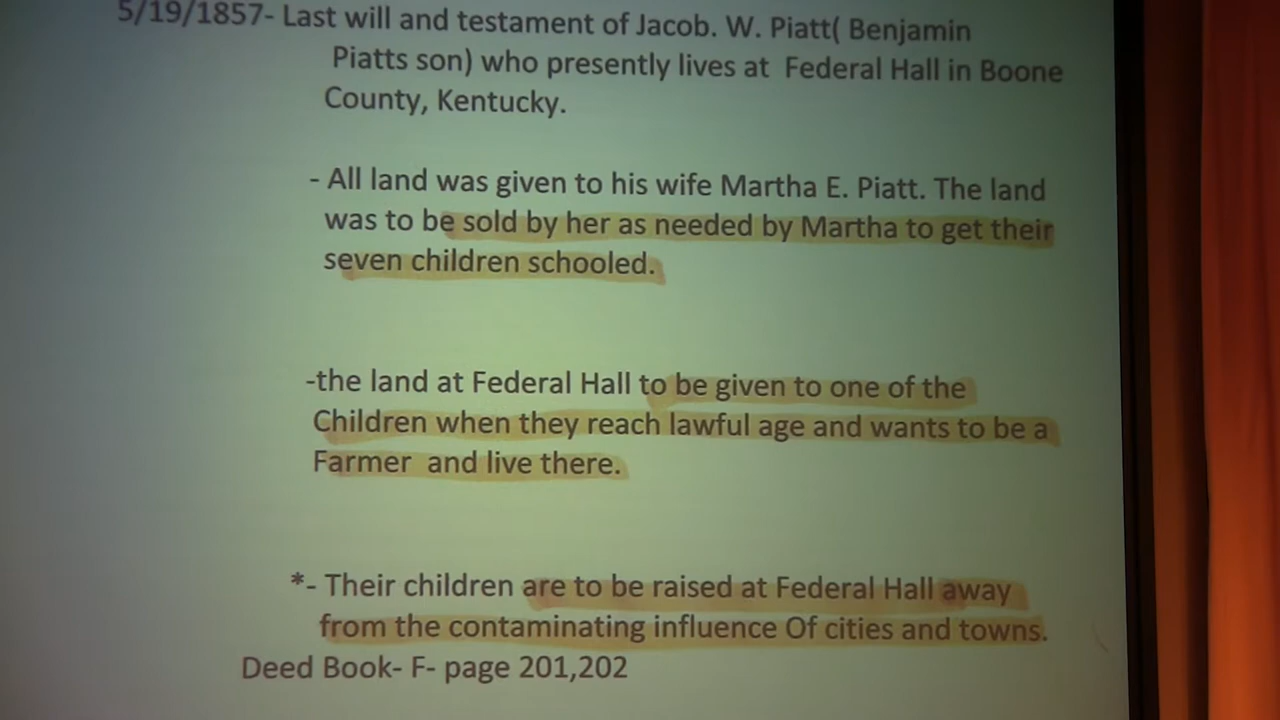 5/19/1857- Last will and testament of Jacob. W. Piatt( Benjamin
Piatts son) who presently lives at Federal Hall in Boone
County, Kentucky.
- All land was given to his wife Martha E. Piatt. The land
was to be sold by her as needed by Martha to get their
seven children schooled.
-the land at Federal Hall to be given to one of the
Children when they reach lawful age and wants to be a
Farmer and live there.
*- Their children are to be raised at Federal Hall away
from the contaminating influence Of cities and towns.
Deed Book- F- page 201,202